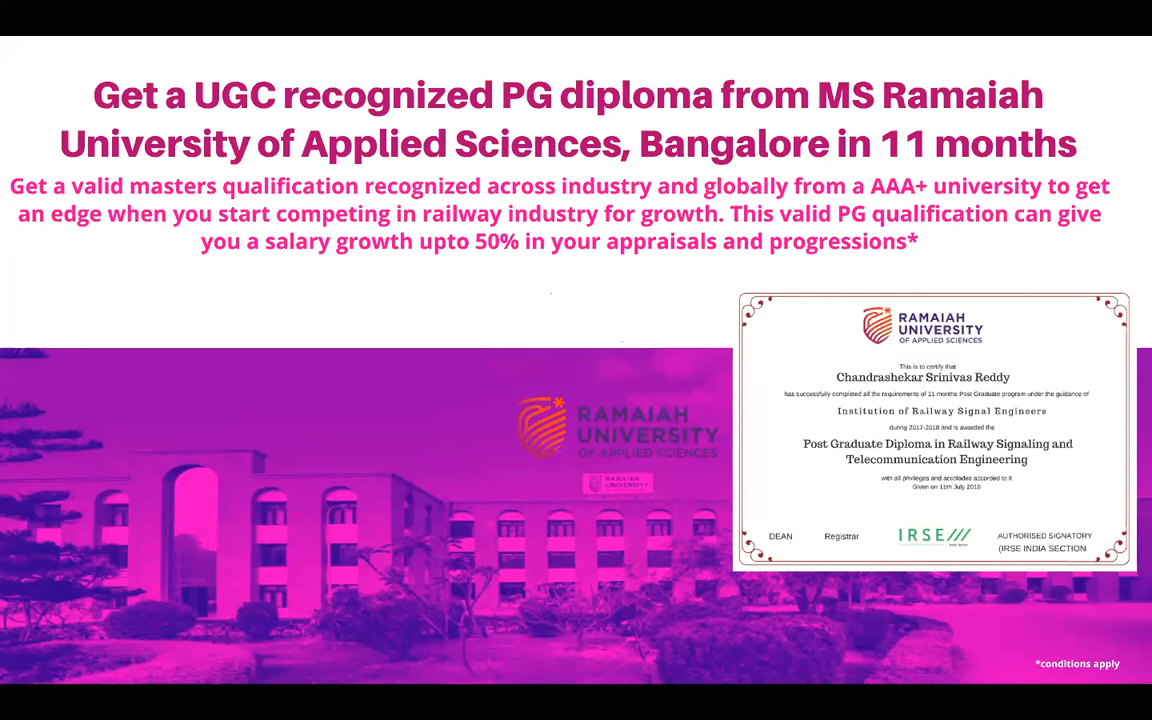 Get a UGC recognized PG diploma from MS Ramaiah
University of Applied Sciences, Bangalore in 11 months
Get a valid masters qualification recognized across industry and globally from a AAA+ university to get
an edge when you start competing in railway industry for growth. This valid PG qualification can give
you a salary growth upto 50% in your appraisals and progressions*
RAMAIAH
UNIVERSITY
OF APPLIED SCIENCES
This is to certify that
Chandrashekar Srinivas Reddy
has successfully completed all the requirements of 11 months Post Graduate program under the guidance of
Institution of Railway Signal Engineers
during 2017-2018 and is awarded the
Post Graduate Diploma in Railway Signaling and
Telecommunication Engineering
with all privileges and accolades accorded to it
Given on 11th July 2018
DEAN
Registrar
IRSE
AUTHORISED SIGNATORY
(IRSE INDIA SECTION
RAMAIAH
UNIVERSITY
OF APPLIED SCIENCES
RAMAIAH
UNIVERSITY
*conditions apply